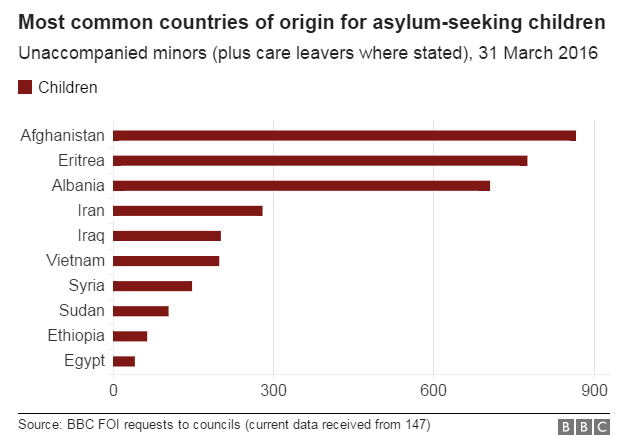 Most common countries of origin for asylum-seeking children
Unaccompanied minors (plus care leavers where stated), 31 March 2016
Children
Afghanistan
Eritrea
Albania
Iran
Iraq
Vietnam
Syria
Sudan
Ethiopia
Egypt
0 300 600 900
Source: BBC FOI requests to councils (current data received from 147)
BBC